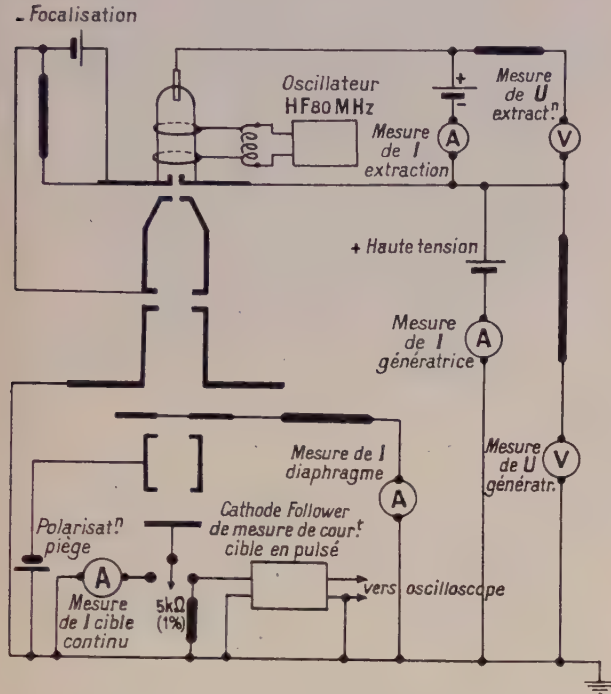 - Focalisation
Oscillateur
HF 80 MHz
+
-
Mesure
de I
extraction
A
Mesure
de U
extract.n
V
+ Haute tension
Mesure
de I
génératrice
A
Mesure
de U
génératr.
V
Mesure de I
diaphragme
A
Polarisat.n
piège
A
Mesure
de I cible
continu
5kΩ
(1%)
Cathode Follower
de mesure de cour.t
cible en pulsé
vers oscilloscope